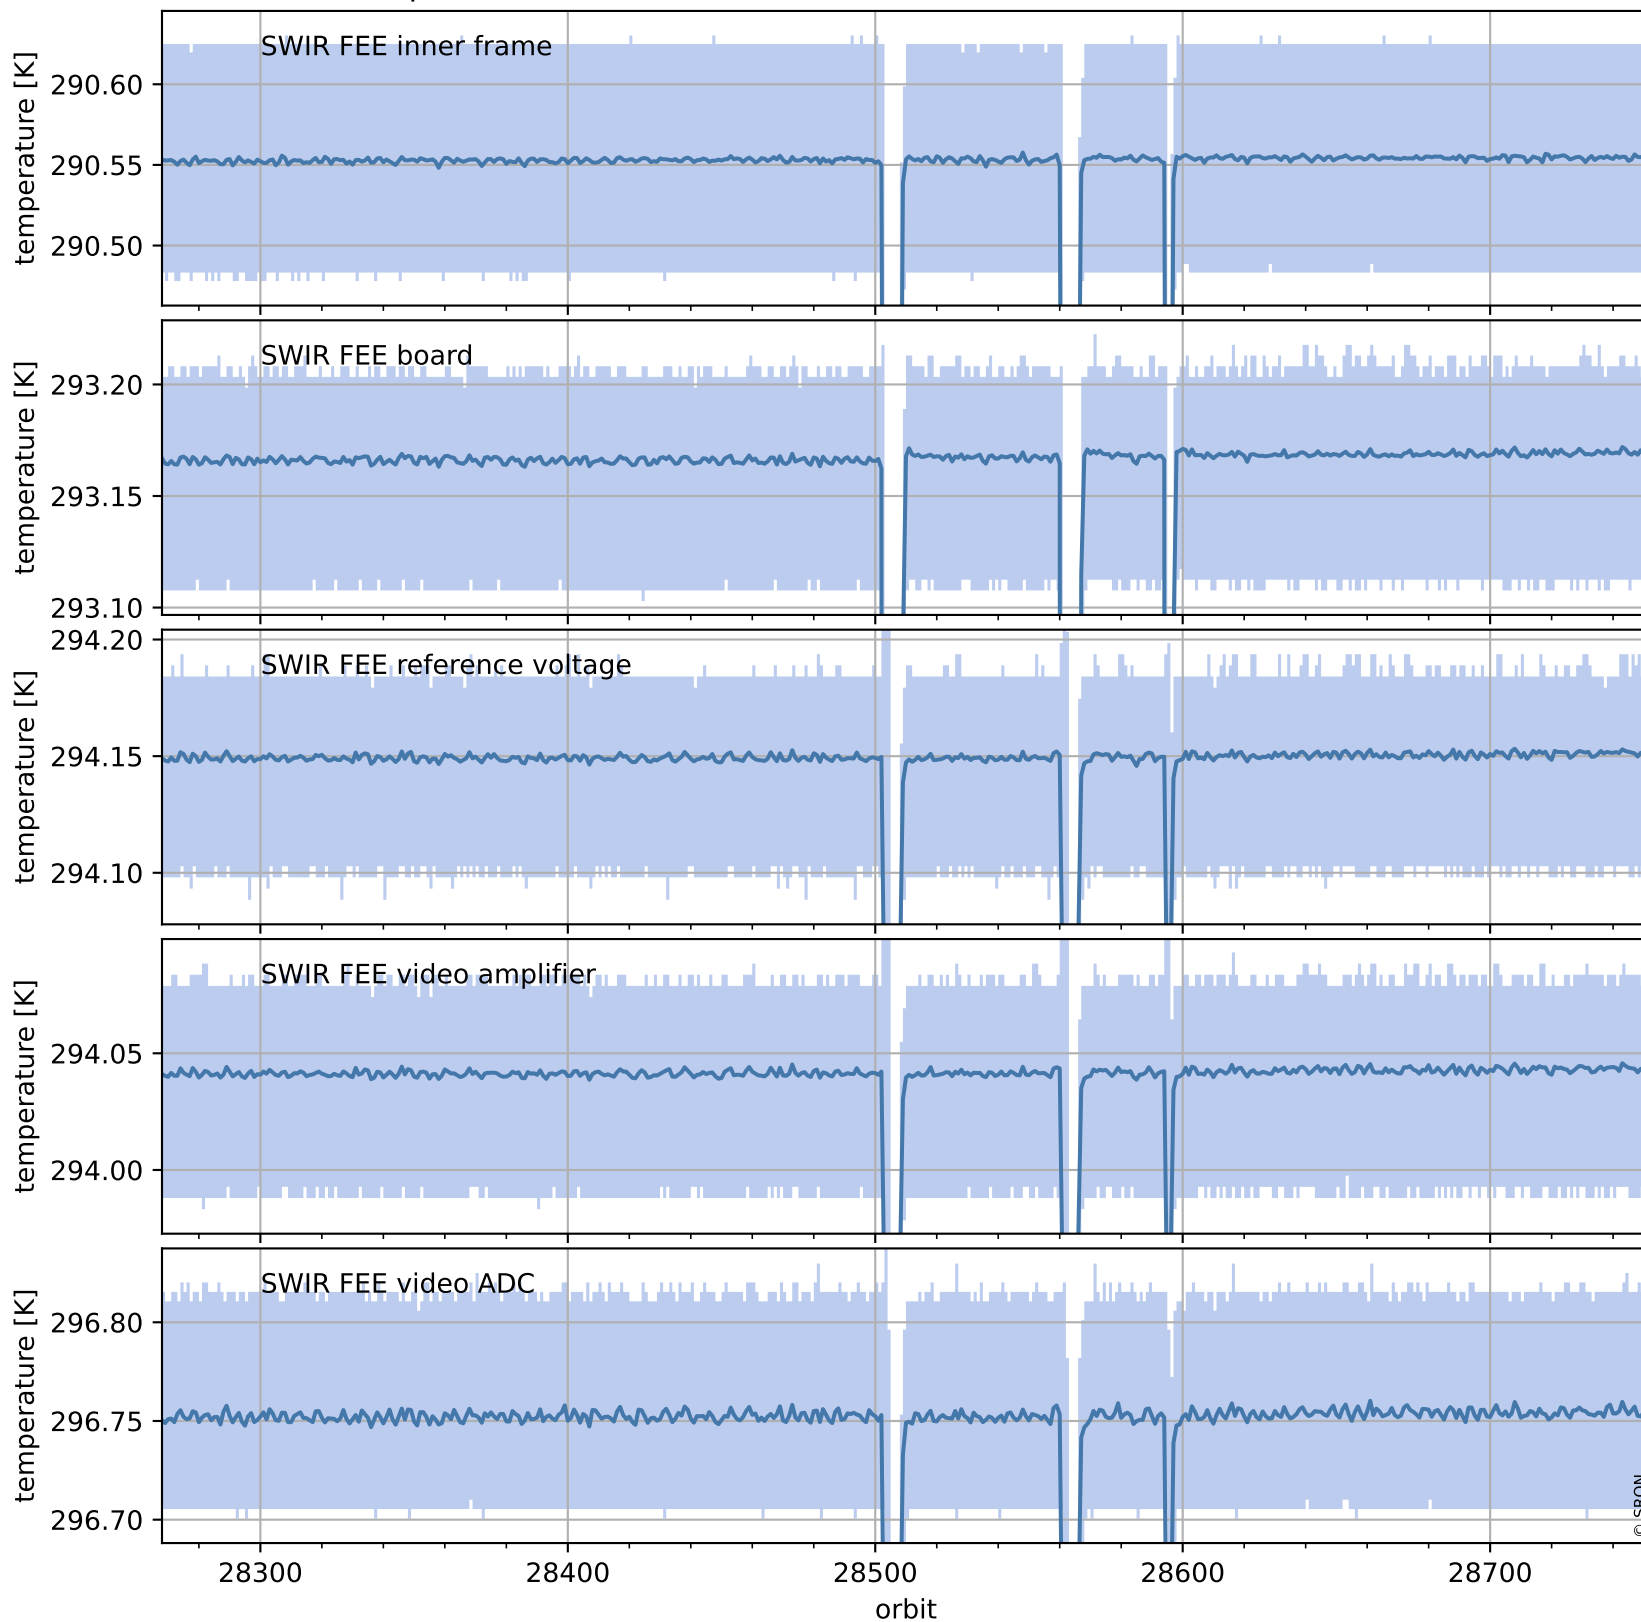 SWIR FEE inner frame
temperature [K]
290.60
290.55
290.50
SWIR FEE board
temperature [K]
293.20
293.15
293.10
SWIR FEE reference voltage
temperature [K]
294.20
294.15
294.10
SWIR FEE video amplifier
temperature [K]
294.05
294.00
SWIR FEE video ADC
temperature [K]
296.80
296.75
296.70
28300 28400 28500 28600 28700
orbit
© SRON